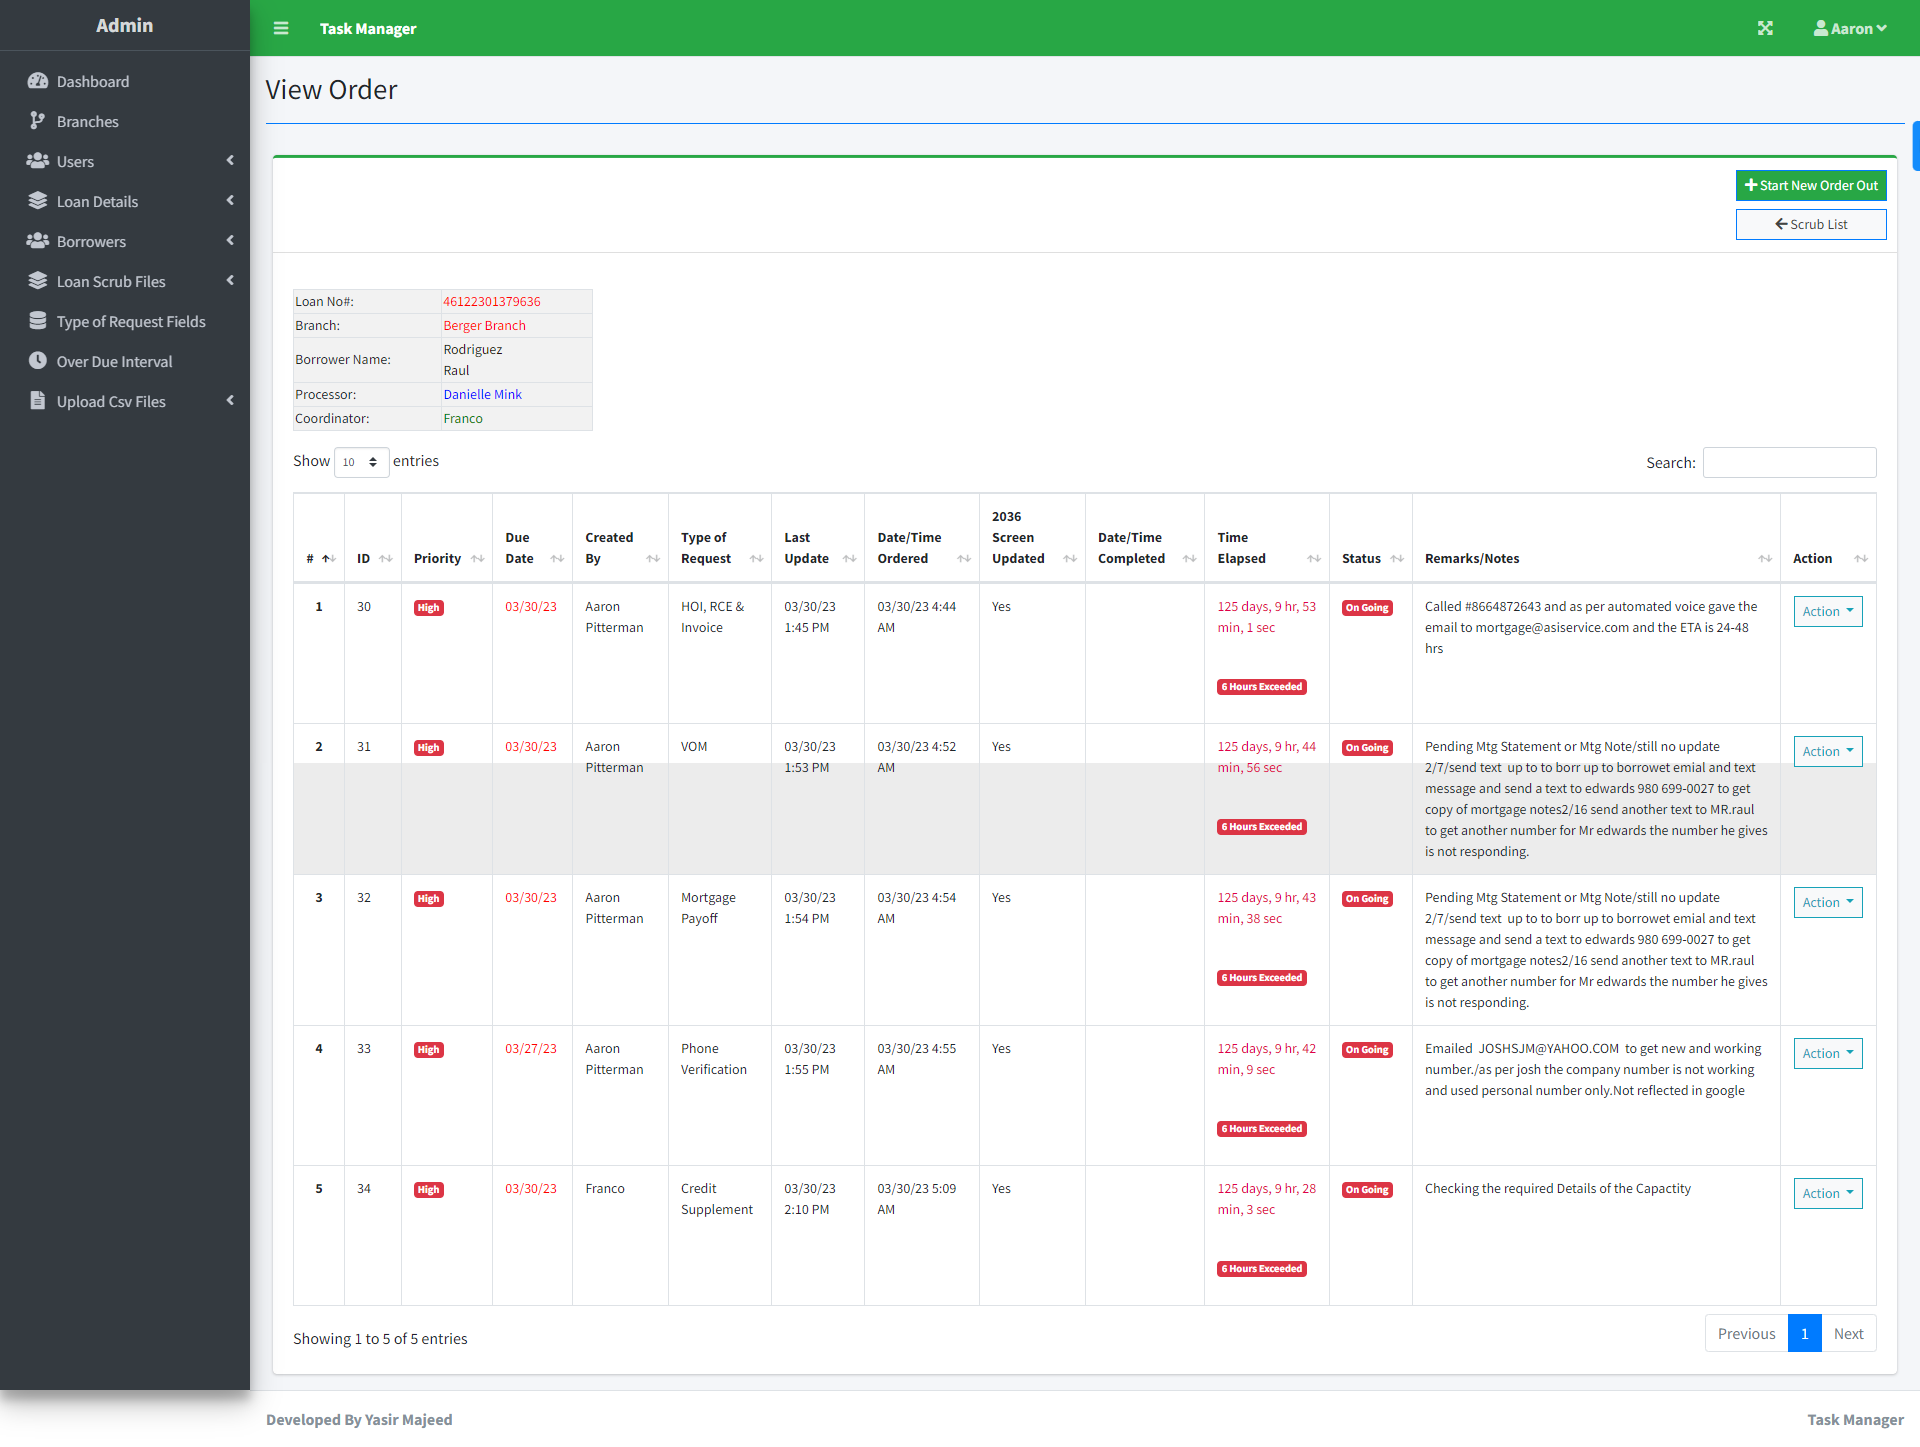 Admin
Dashboard
Branches
Users
Loan Details
Borrowers
Loan Scrub Files
Type of Request Fields
Over Due Interval
Upload Csv Files
Task Manager
Aaron
View Order
Start New Order Out
Scrub List
Loan No#: 46122301379636
Branch: Berger Branch
Borrower Name: Rodriguez
Raul
Processor: Danielle Mink
Coordinator: Franco
Show 10 entries
Search:
# ID Priority Due Date Created By Type of Request Last Update Date/Time Ordered 2036 Screen Updated Date/Time Completed Time Elapsed Status Remarks/Notes Action
1 30 High 03/30/23 Aaron HOI, RCE & 03/30/23 03/30/23 4:44 Yes 125 days, 9 hr, 53 On Going Called #8664872643 and as per automated voice gave the Action
Pitterman Invoice 1:45 PM AM min, 1 sec email to mortgage@asiservice.com and the ETA is 24-48
hrs
6 Hours Exceeded
2 31 High 03/30/23 Aaron VOM 03/30/23 03/30/23 4:52 Yes 125 days, 9 hr, 44 On Going Pending Mtg Statement or Mtg Note/still no update Action
Pitterman 1:53 PM AM min, 56 sec 2/7/send text up to to borr up to borrowet emial and text
message and send a text to edwards 980 699-0027 to get
copy of mortgage notes2/16 send another text to MR.raul
6 Hours Exceeded to get another number for Mr edwards the number he gives
is not responding.
3 32 High 03/30/23 Aaron Mortgage 03/30/23 03/30/23 4:54 Yes 125 days, 9 hr, 43 On Going Pending Mtg Statement or Mtg Note/still no update Action
Pitterman Payoff 1:54 PM AM min, 38 sec 2/7/send text up to to borr up to borrowet emial and text
message and send a text to edwards 980 699-0027 to get
copy of mortgage notes2/16 send another text to MR.raul
6 Hours Exceeded to get another number for Mr edwards the number he gives
is not responding.
4 33 High 03/27/23 Aaron Phone 03/30/23 03/30/23 4:55 Yes 125 days, 9 hr, 42 On Going Emailed JOSHSJM@YAHOO.COM to get new and working Action
Pitterman Verification 1:55 PM AM min, 9 sec number./as per josh the company number is not working
and used personal number only.Not reflected in google
6 Hours Exceeded
5 34 High 03/30/23 Franco Credit 03/30/23 03/30/23 5:09 Yes 125 days, 9 hr, 28 On Going Checking the required Details of the Capactity Action
Supplement 2:10 PM AM min, 3 sec
6 Hours Exceeded
Showing 1 to 5 of 5 entries
Previous 1 Next
Developed By Yasir Majeed
Task Manager